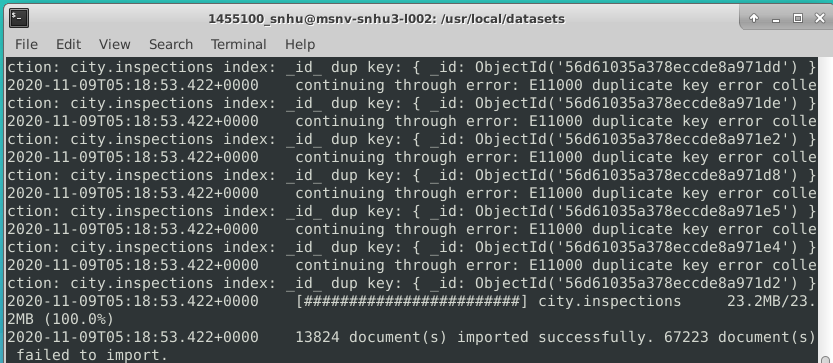 1455100_snhu@msnv-snhu3-l002: /usr/local/datasets
File Edit View Search Terminal Help
ction: city.inspections index: _id_ dup key: { _id: ObjectId('56d61035a378eccde8a971dd') }
2020-11-09T05:18:53.422+0000    continuing through error: E11000 duplicate key error colle
ction: city.inspections index: _id_ dup key: { _id: ObjectId('56d61035a378eccde8a971de') }
2020-11-09T05:18:53.422+0000    continuing through error: E11000 duplicate key error colle
ction: city.inspections index: _id_ dup key: { _id: ObjectId('56d61035a378eccde8a971e2') }
2020-11-09T05:18:53.422+0000    continuing through error: E11000 duplicate key error colle
ction: city.inspections index: _id_ dup key: { _id: ObjectId('56d61035a378eccde8a971d8') }
2020-11-09T05:18:53.422+0000    continuing through error: E11000 duplicate key error colle
ction: city.inspections index: _id_ dup key: { _id: ObjectId('56d61035a378eccde8a971e5') }
2020-11-09T05:18:53.422+0000    continuing through error: E11000 duplicate key error colle
ction: city.inspections index: _id_ dup key: { _id: ObjectId('56d61035a378eccde8a971e4') }
2020-11-09T05:18:53.422+0000    continuing through error: E11000 duplicate key error colle
ction: city.inspections index: _id_ dup key: { _id: ObjectId('56d61035a378eccde8a971d2') }
2020-11-09T05:18:53.422+0000    [########################] city.inspections     23.2MB/23.
2MB (100.0%)
2020-11-09T05:18:53.422+0000    13824 document(s) imported successfully. 67223 document(s)
 failed to import.